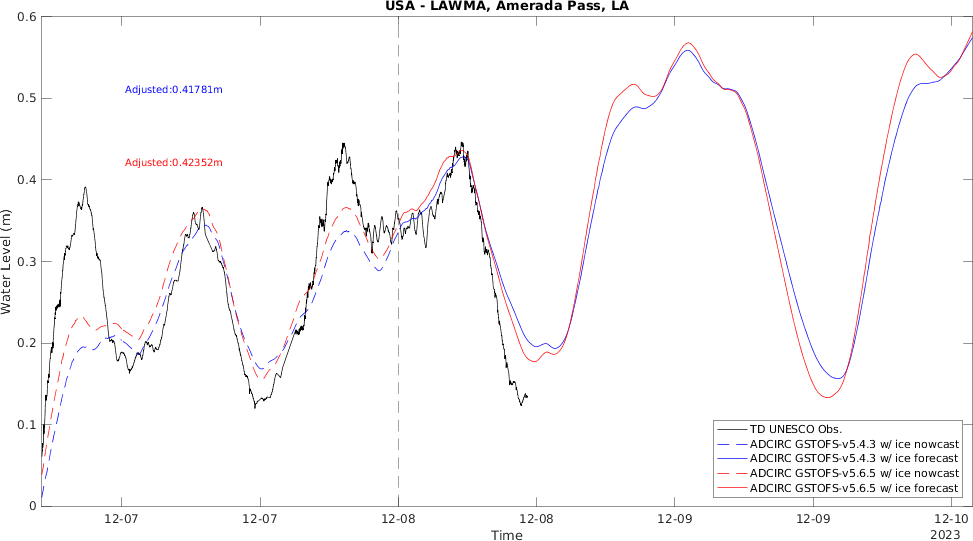 USA - LAWMA, Amerada Pass, LA
0.6
0.5
0.4
0.3
0.2
0.1
0
Water Level (m)
Adjusted:0.41781m
Adjusted:0.42352m
TD UNESCO Obs.
ADCIRC GSTOFS-v5.4.3 w/ ice nowcast
ADCIRC GSTOFS-v5.4.3 w/ ice forecast
ADCIRC GSTOFS-v5.6.5 w/ ice nowcast
ADCIRC GSTOFS-v5.6.5 w/ ice forecast
12-07 12-07 12-08 12-08 12-09 12-09 12-10
Time 2023